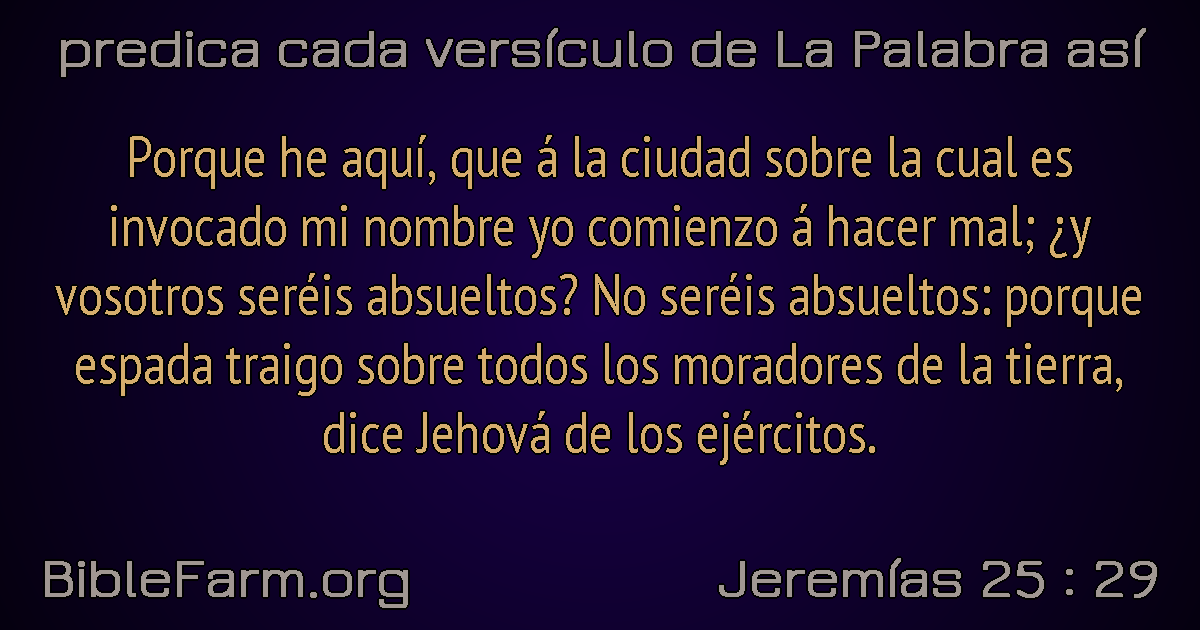 predica cada versículo de La Palabra así
Porque he aquí, que á la ciudad sobre la cual es
invocado mi nombre yo comienzo á hacer mal; ¿y
vosotros seréis absueltos? No seréis absueltos: porque
espada traigo sobre todos los moradores de la tierra,
dice Jehová de los ejércitos.
BibleFarm.org
Jeremías 25 : 29